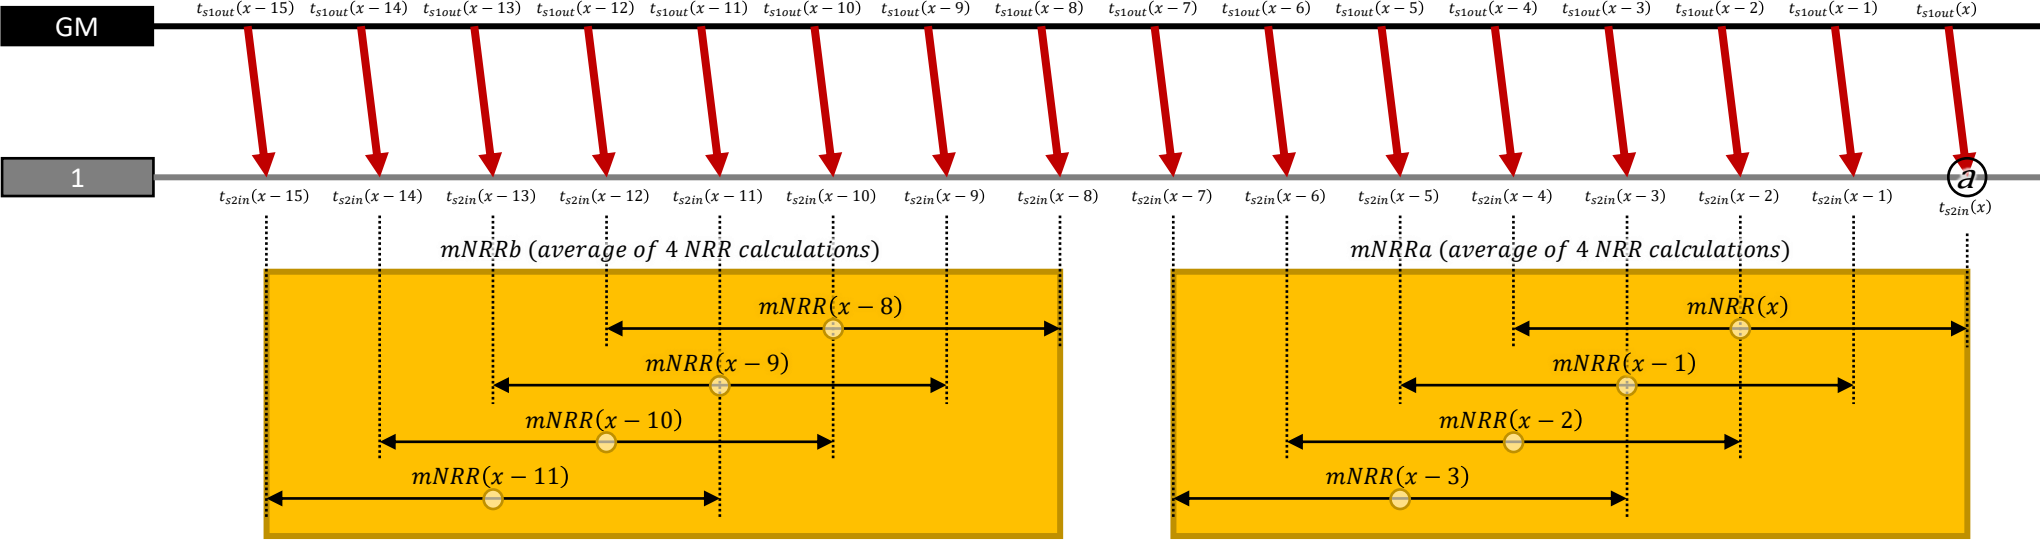 t_{s1out}(x − 15) t_{s1out}(x − 14) t_{s1out}(x − 13) t_{s1out}(x − 12) t_{s1out}(x − 11) t_{s1out}(x − 10) t_{s1out}(x − 9) t_{s1out}(x − 8) t_{s1out}(x − 7) t_{s1out}(x − 6) t_{s1out}(x − 5) t_{s1out}(x − 4) t_{s1out}(x − 3) t_{s1out}(x − 2) t_{s1out}(x − 1) t_{s1out}(x)
GM
1
a
t_{s2in}(x − 15) t_{s2in}(x − 14) t_{s2in}(x − 13) t_{s2in}(x − 12) t_{s2in}(x − 11) t_{s2in}(x − 10) t_{s2in}(x − 9) t_{s2in}(x − 8) t_{s2in}(x − 7) t_{s2in}(x − 6) t_{s2in}(x − 5) t_{s2in}(x − 4) t_{s2in}(x − 3) t_{s2in}(x − 2) t_{s2in}(x − 1) t_{s2in}(x)
mNRRb (average of 4 NRR calculations)
mNRR(x − 8)
mNRR(x − 9)
mNRR(x − 10)
mNRR(x − 11)
mNRRa (average of 4 NRR calculations)
mNRR(x)
mNRR(x − 1)
mNRR(x − 2)
mNRR(x − 3)